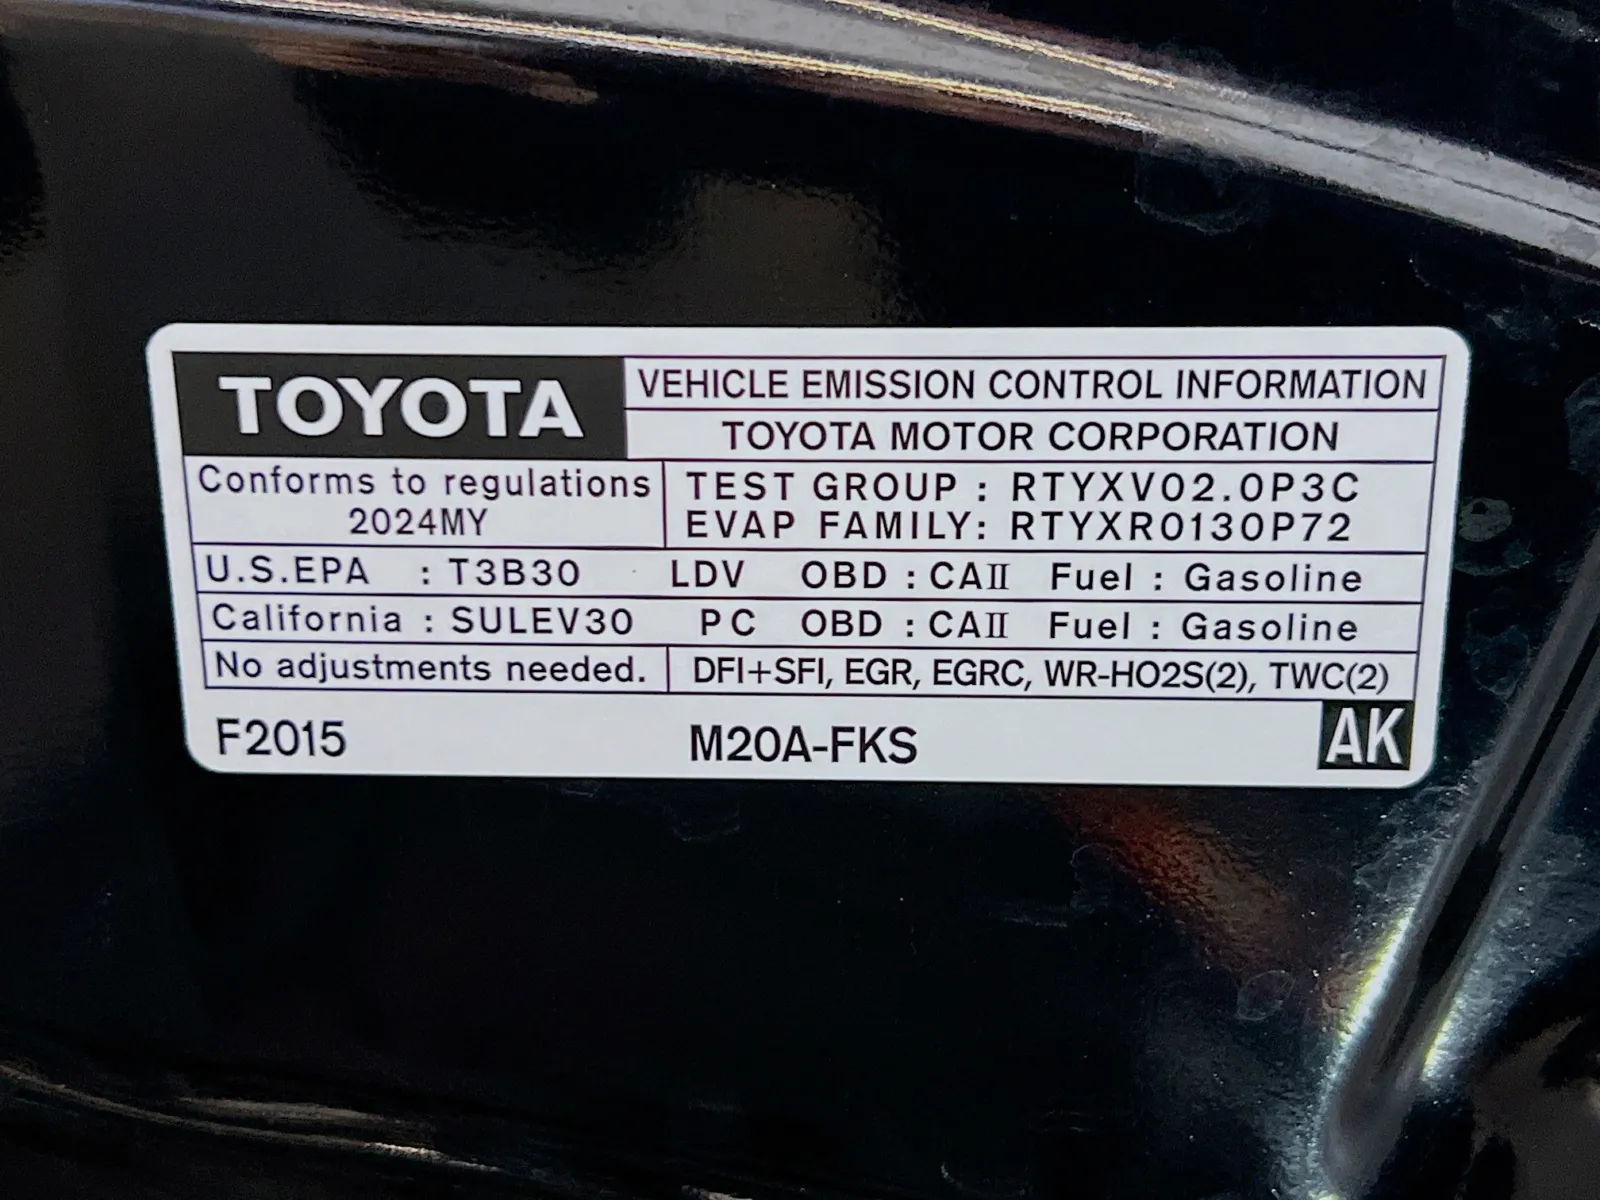 TOYOTA
VEHICLE EMISSION CONTROL INFORMATION
TOYOTA MOTOR CORPORATION
Conforms to regulations
2024MY
TEST GROUP : RTYXV02.0P3C
EVAP FAMILY: RTYXR0130P72
U.S.EPA : T3B30 LDV OBD : CAⅡ Fuel : Gasoline
California : SULEV30 PC OBD : CAⅡ Fuel : Gasoline
No adjustments needed. DFI+SFI, EGR, EGRC, WR-HO2S(2), TWC(2)
F2015 M20A-FKS AK